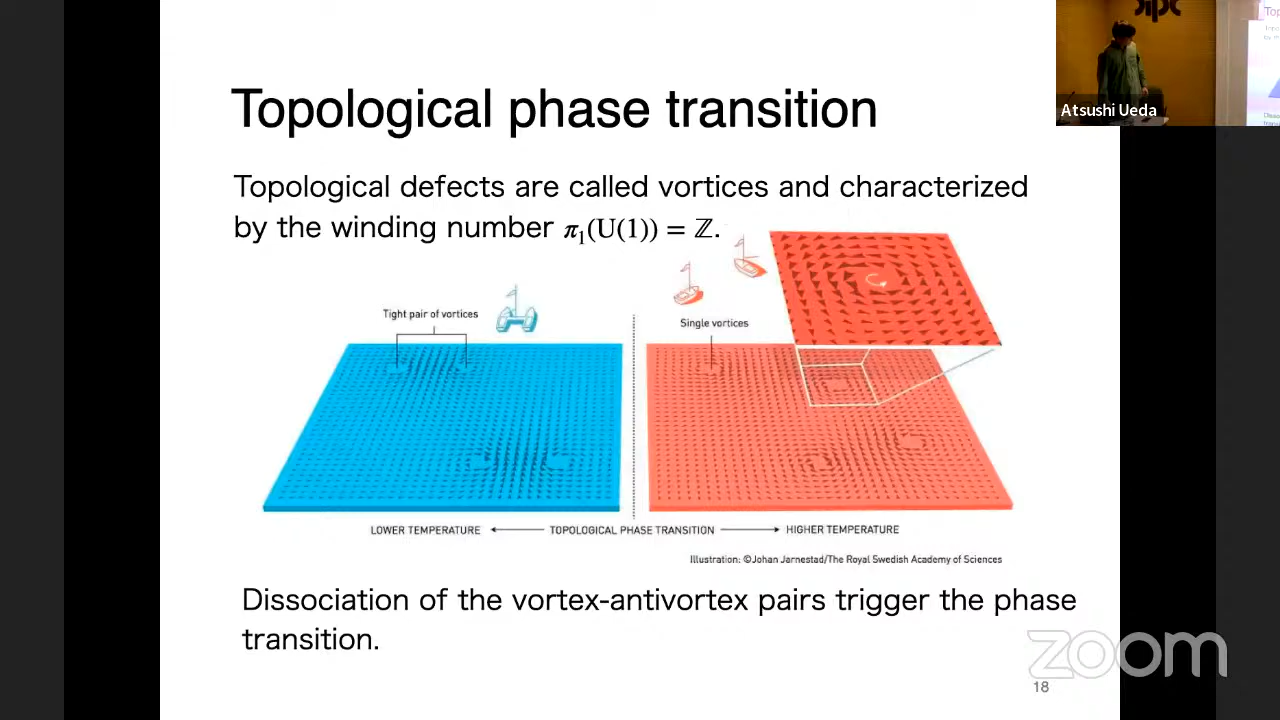 Topological phase transition
Topological defects are called vortices and characterized
by the winding number π₁(U(1)) = ℤ.
Tight pair of vortices
Single vortices
LOWER TEMPERATURE
TOPOLOGICAL PHASE TRANSITION
HIGHER TEMPERATURE
Illustration: ©Johan Jarnestad/The Royal Swedish Academy of Sciences
Dissociation of the vortex-antivortex pairs trigger the phase
transition.
18
zoom
dipc
Atsushi Ueda